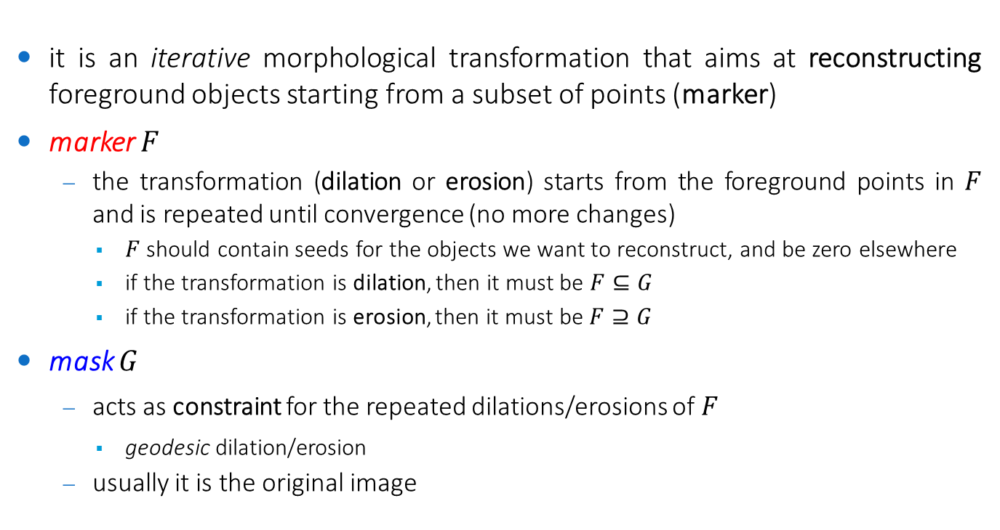 • it is an iterative morphological transformation that aims at reconstructing
foreground objects starting from a subset of points (marker)
• marker F
– the transformation (dilation or erosion) starts from the foreground points in F
and is repeated until convergence (no more changes)
▪ F should contain seeds for the objects we want to reconstruct, and be zero elsewhere
▪ if the transformation is dilation, then it must be F ⊆ G
▪ if the transformation is erosion, then it must be F ⊇ G
• mask G
– acts as constraint for the repeated dilations/erosions of F
▪ geodesic dilation/erosion
– usually it is the original image